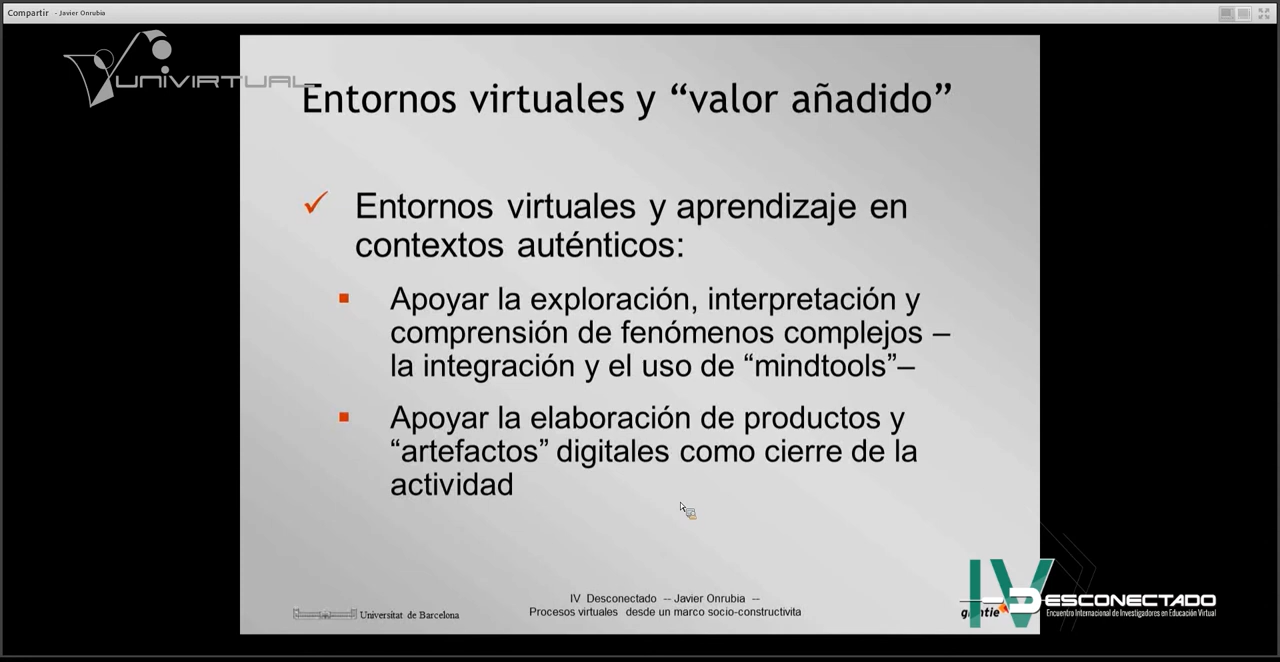 Compartir - Javier Onrubia
UNIVIRTUAL
Entornos virtuales y “valor añadido”
Entornos virtuales y aprendizaje en
contextos auténticos:
Apoyar la exploración, interpretación y
comprensión de fenómenos complejos –
la integración y el uso de “mindtools”–
Apoyar la elaboración de productos y
“artefactos” digitales como cierre de la
actividad
IV Desconectado -- Javier Onrubia --
Procesos virtuales desde un marco socio-constructivita
Universitat de Barcelona
IV
DESCONECTADO
Encuentro Internacional de Investigadores en Educación Virtual